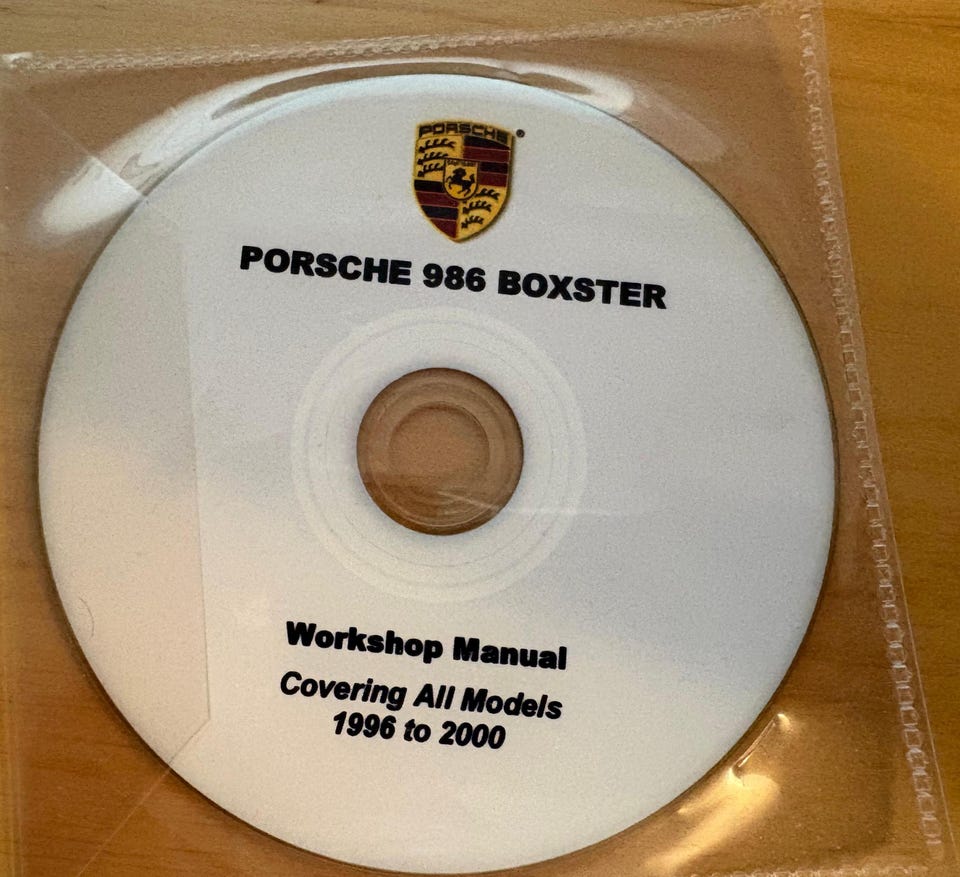 PORSCHE ®
PORSCHE 986 BOXSTER
Workshop Manual
Covering All Models
1996 to 2000